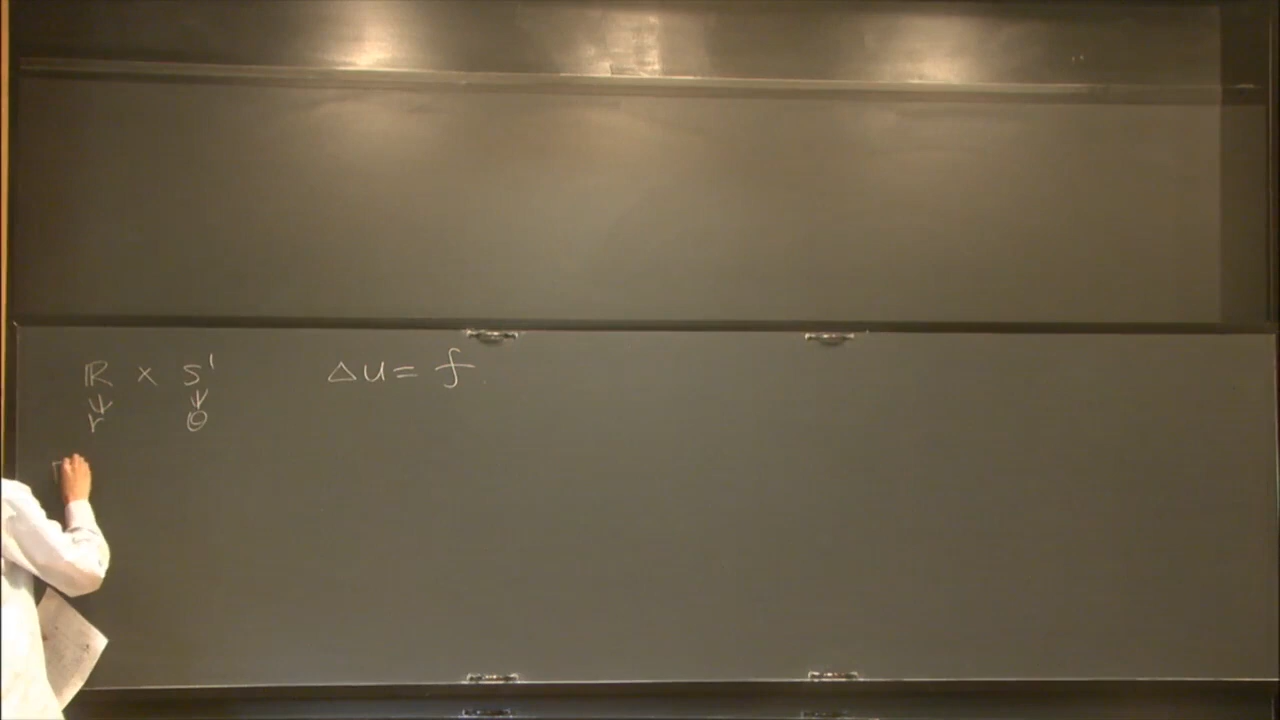 ℝ × S¹ Δu = f
ψ ψ
r θ